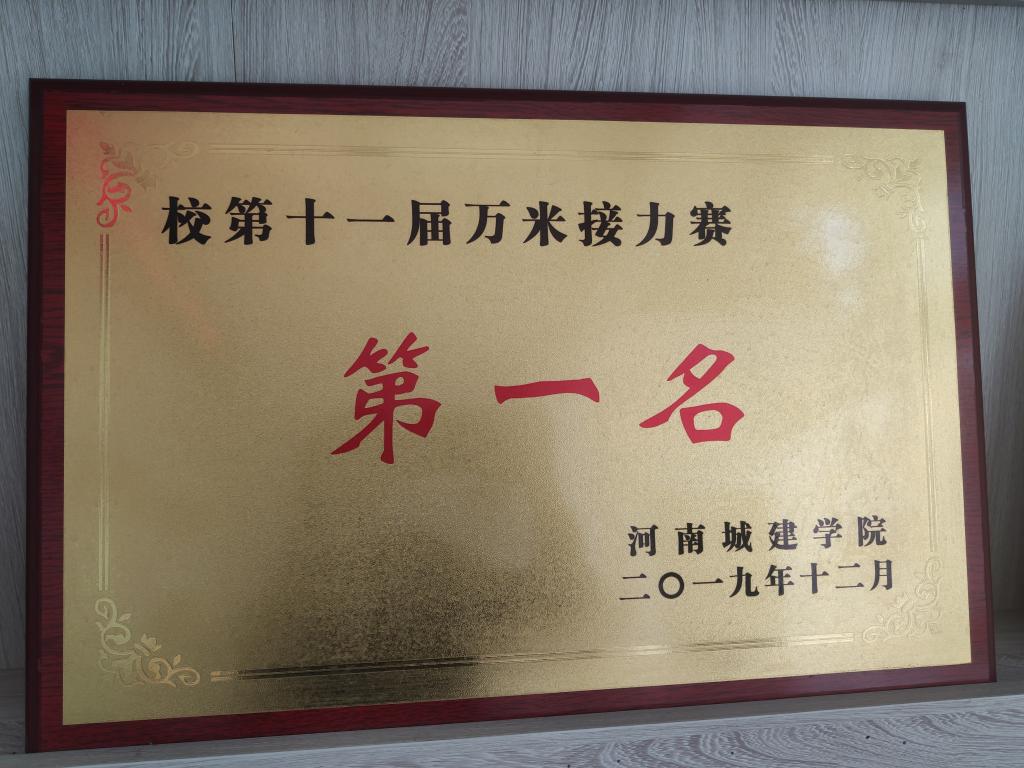 校第十一届万米接力赛
第一名
河南城建学院
二〇一九年十二月